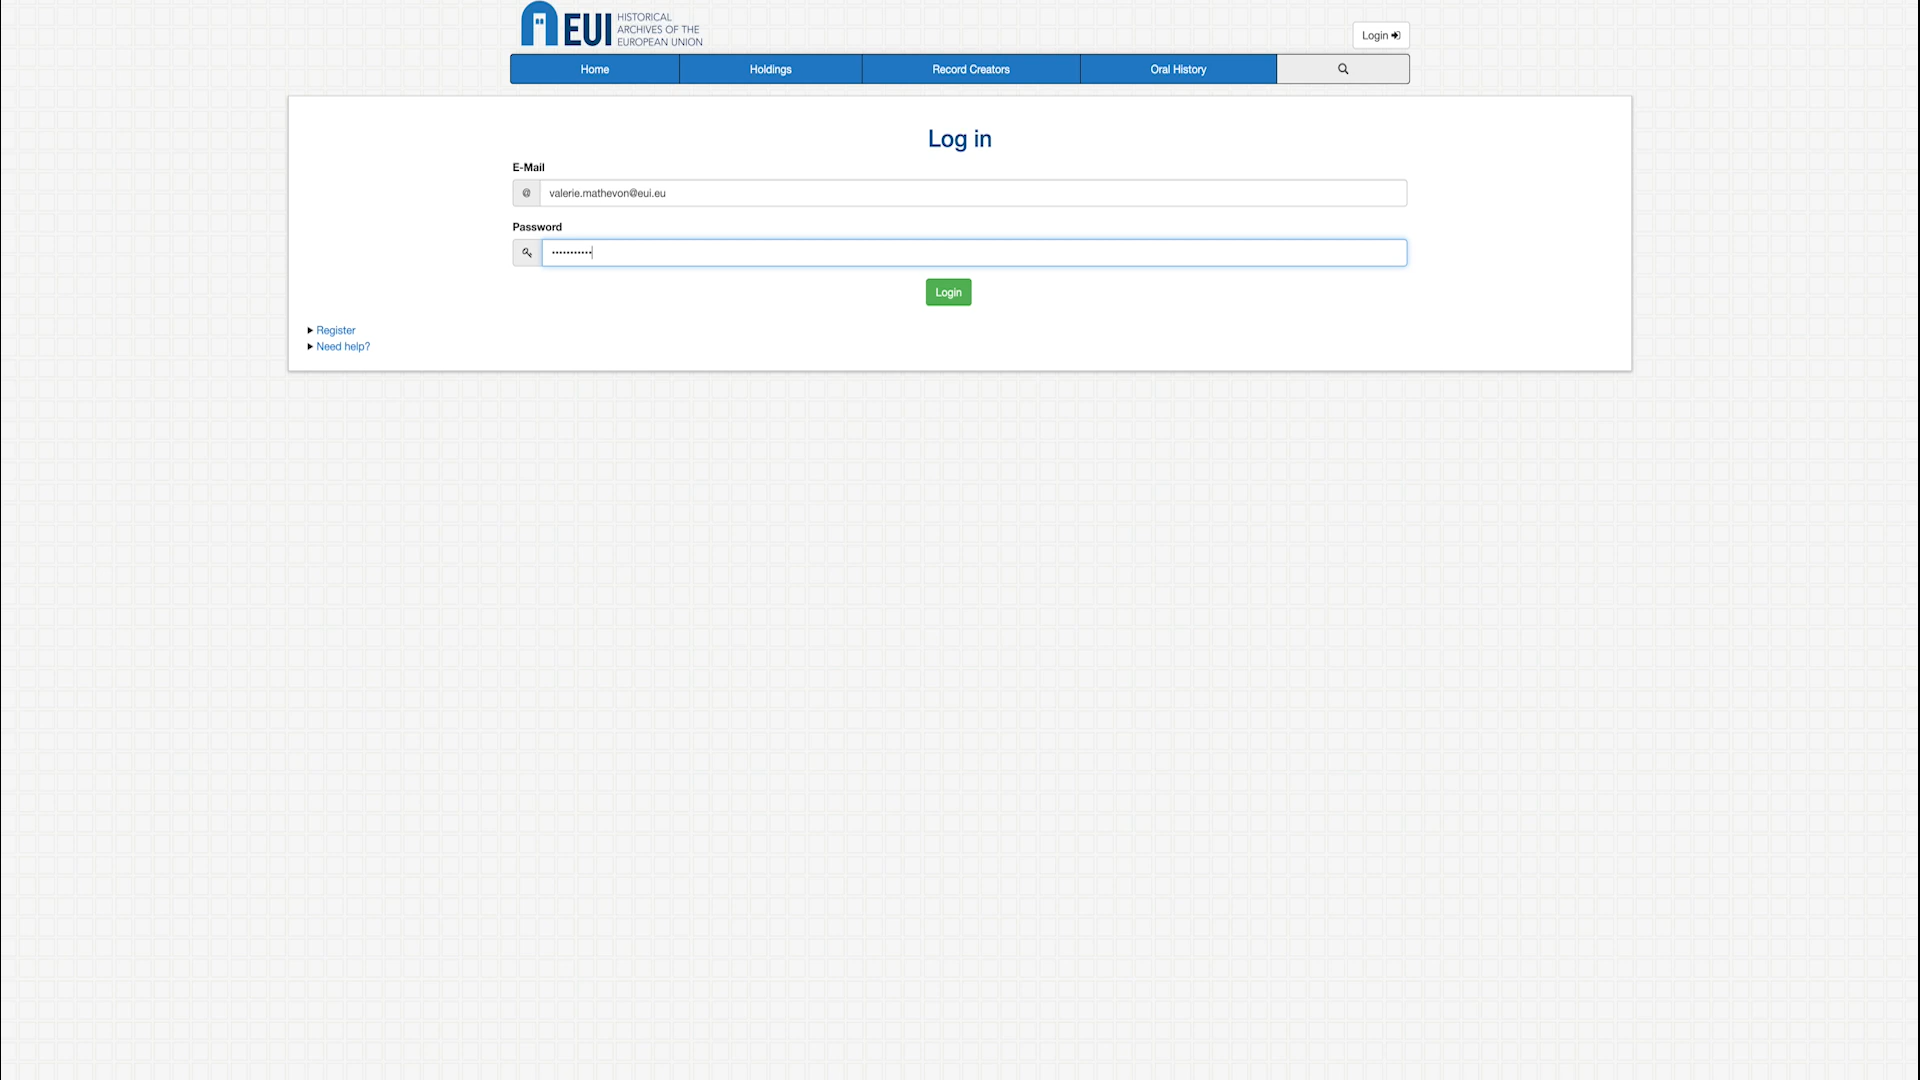 EUI
HISTORICAL
ARCHIVES OF THE
EUROPEAN UNION
Login
Home
Holdings
Record Creators
Oral History
Log in
E-Mail
@
valerie.mathevon@eui.eu
Password
•••••••••••
Login
Register
Need help?